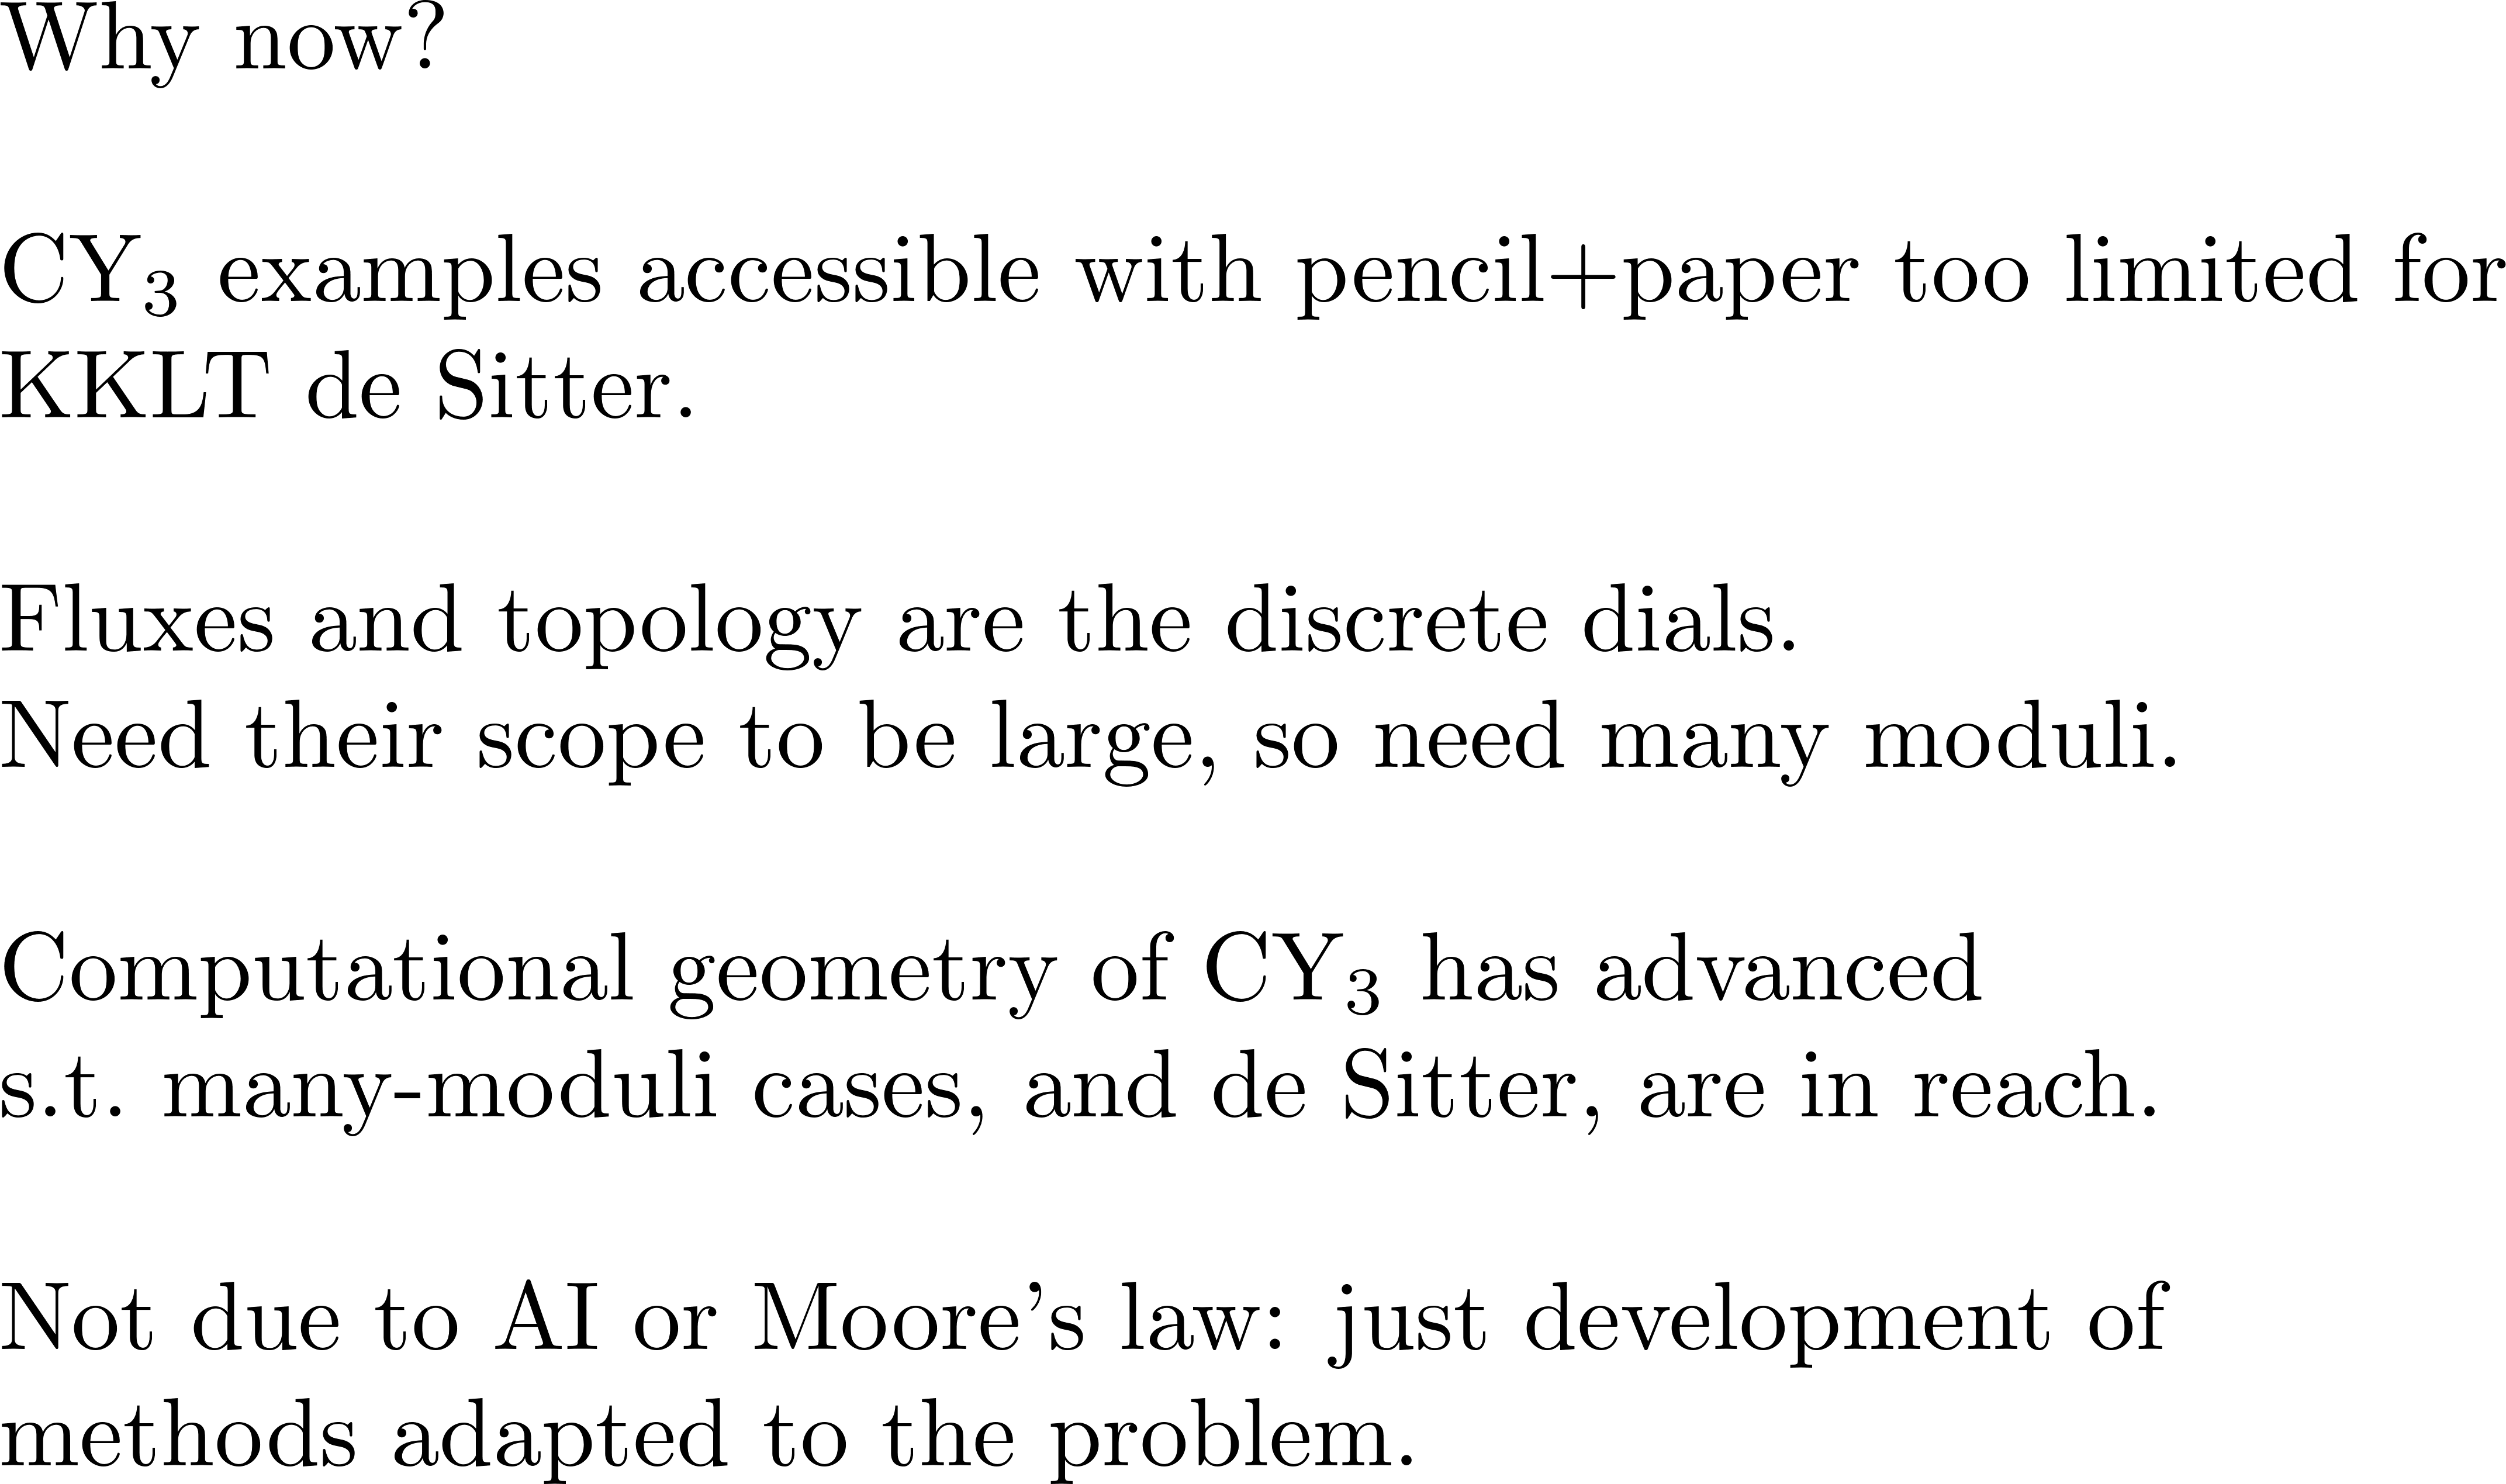 Why now?
CY₃ examples accessible with pencil+paper too limited for
KKLT de Sitter.
Fluxes and topology are the discrete dials.
Need their scope to be large, so need many moduli.
Computational geometry of CY₃ has advanced
s.t. many-moduli cases, and de Sitter, are in reach.
Not due to AI or Moore's law: just development of
methods adapted to the problem.